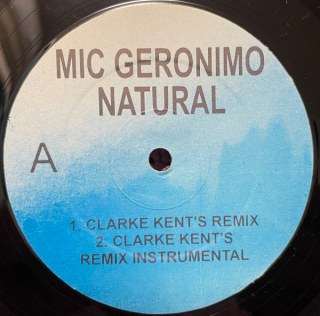 MIC GERONIMO
NATURAL
A
1. CLARKE KENT'S REMIX
2. CLARKE KENT'S
REMIX INSTRUMENTAL